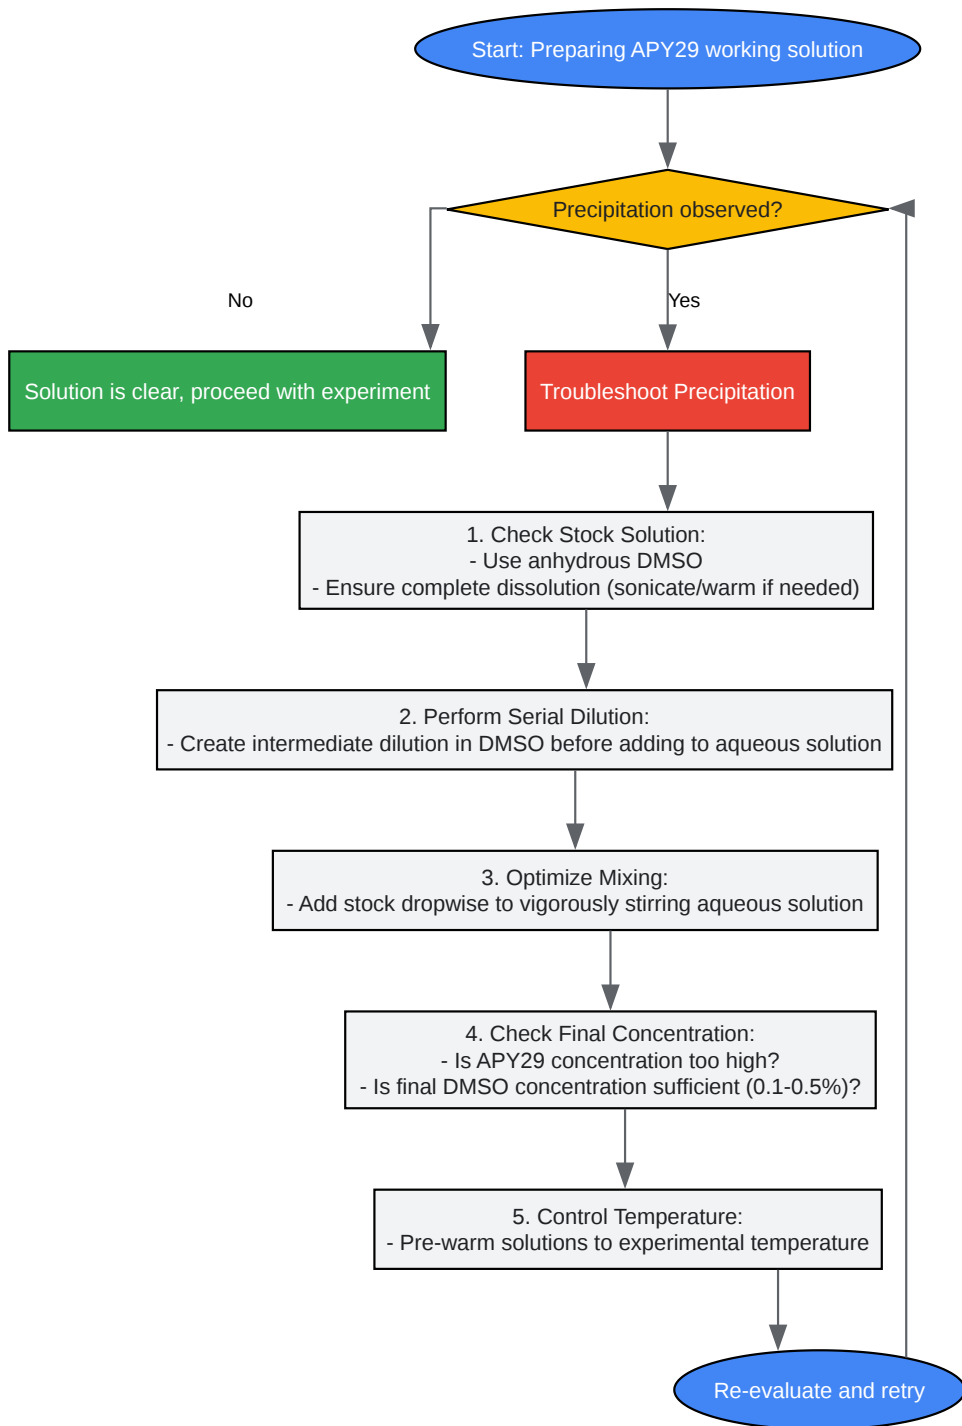 Start: Preparing APY29 working solution
Precipitation observed?
No
Yes
Solution is clear, proceed with experiment
Troubleshoot Precipitation
1. Check Stock Solution:
- Use anhydrous DMSO
- Ensure complete dissolution (sonicate/warm if needed)
2. Perform Serial Dilution:
- Create intermediate dilution in DMSO before adding to aqueous solution
3. Optimize Mixing:
- Add stock dropwise to vigorously stirring aqueous solution
4. Check Final Concentration:
- Is APY29 concentration too high?
- Is final DMSO concentration sufficient (0.1-0.5%)?
5. Control Temperature:
- Pre-warm solutions to experimental temperature
Re-evaluate and retry